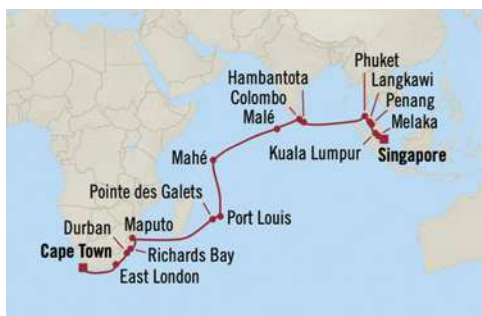 Phuket
Hambantota
Langkawi
Colombo
Penang
Malé
Melaka
Kuala Lumpur
Singapore
Mahé
Pointe des Galets
Port Louis
Durban
Maputo
Cape Town
Richards Bay
East London